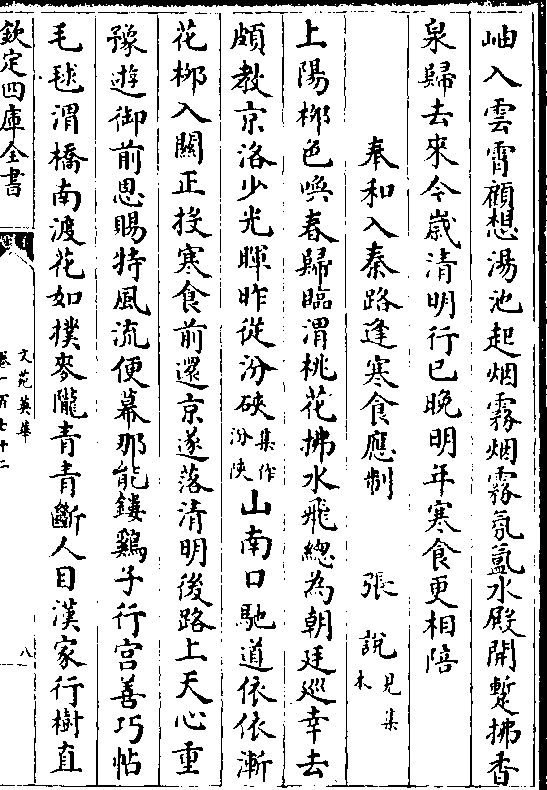 岫入雲霄顧想湯池起烟霧烟霧氛氳水殿開蹔拂香
泉歸去來今歲清明行已晚明年寒食更相陪
奉和入秦路逢寒食應制 張說見集本
上陽栁色喚春歸臨渭桃花拂水飛總為朝廷巡幸去
頗教京洛少光暉昨從汾硤集作汾陜山南口馳道依依漸
花栁入關正投寒食前還京遂落清明後路上天心重
豫遊御前恩賜特風流便幕那能鏤鷄子行宫善巧帖
毛毬渭橋南渡花如撲麥隴青青斷人目漢家行樹直
欽定四庫全書
文苑英華
卷一百七十二
八